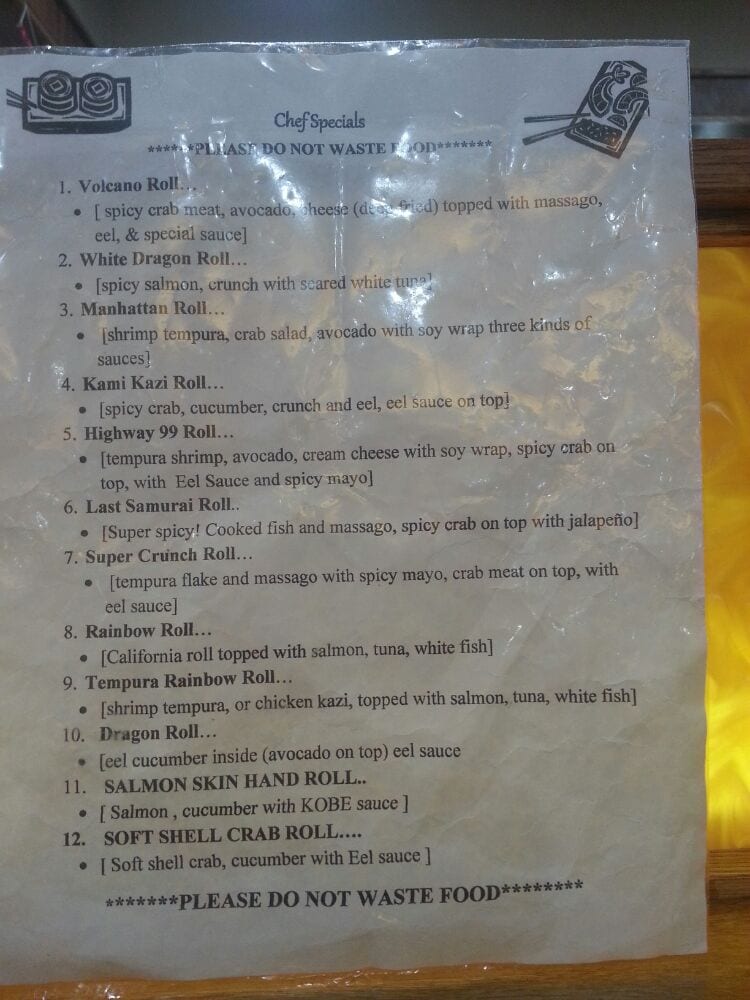 Chef Specials
******PLEASE DO NOT WASTE FOOD*******
1. Volcano Roll…
• [ spicy crab meat, avocado, cheese (deep fried) topped with massago,
eel, & special sauce]
2. White Dragon Roll…
• [spicy salmon, crunch with seared white tuna]
3. Manhattan Roll…
• [shrimp tempura, crab salad, avocado with soy wrap three kinds of
sauces]
4. Kami Kazi Roll…
• [spicy crab, cucumber, crunch and eel, eel sauce on top]
5. Highway 99 Roll…
• [tempura shrimp, avocado, cream cheese with soy wrap, spicy crab on
top, with Eel Sauce and spicy mayo]
6. Last Samurai Roll..
• [Super spicy! Cooked fish and massago, spicy crab on top with jalapeño]
7. Super Crunch Roll…
• [tempura flake and massago with spicy mayo, crab meat on top, with
eel sauce]
8. Rainbow Roll…
• [California roll topped with salmon, tuna, white fish]
9. Tempura Rainbow Roll…
• [shrimp tempura, or chicken kazi, topped with salmon, tuna, white fish]
10. Dragon Roll…
• [eel cucumber inside (avocado on top) eel sauce
11. SALMON SKIN HAND ROLL..
• [ Salmon , cucumber with KOBE sauce ]
12. SOFT SHELL CRAB ROLL….
• [ Soft shell crab, cucumber with Eel sauce ]
*******PLEASE DO NOT WASTE FOOD********